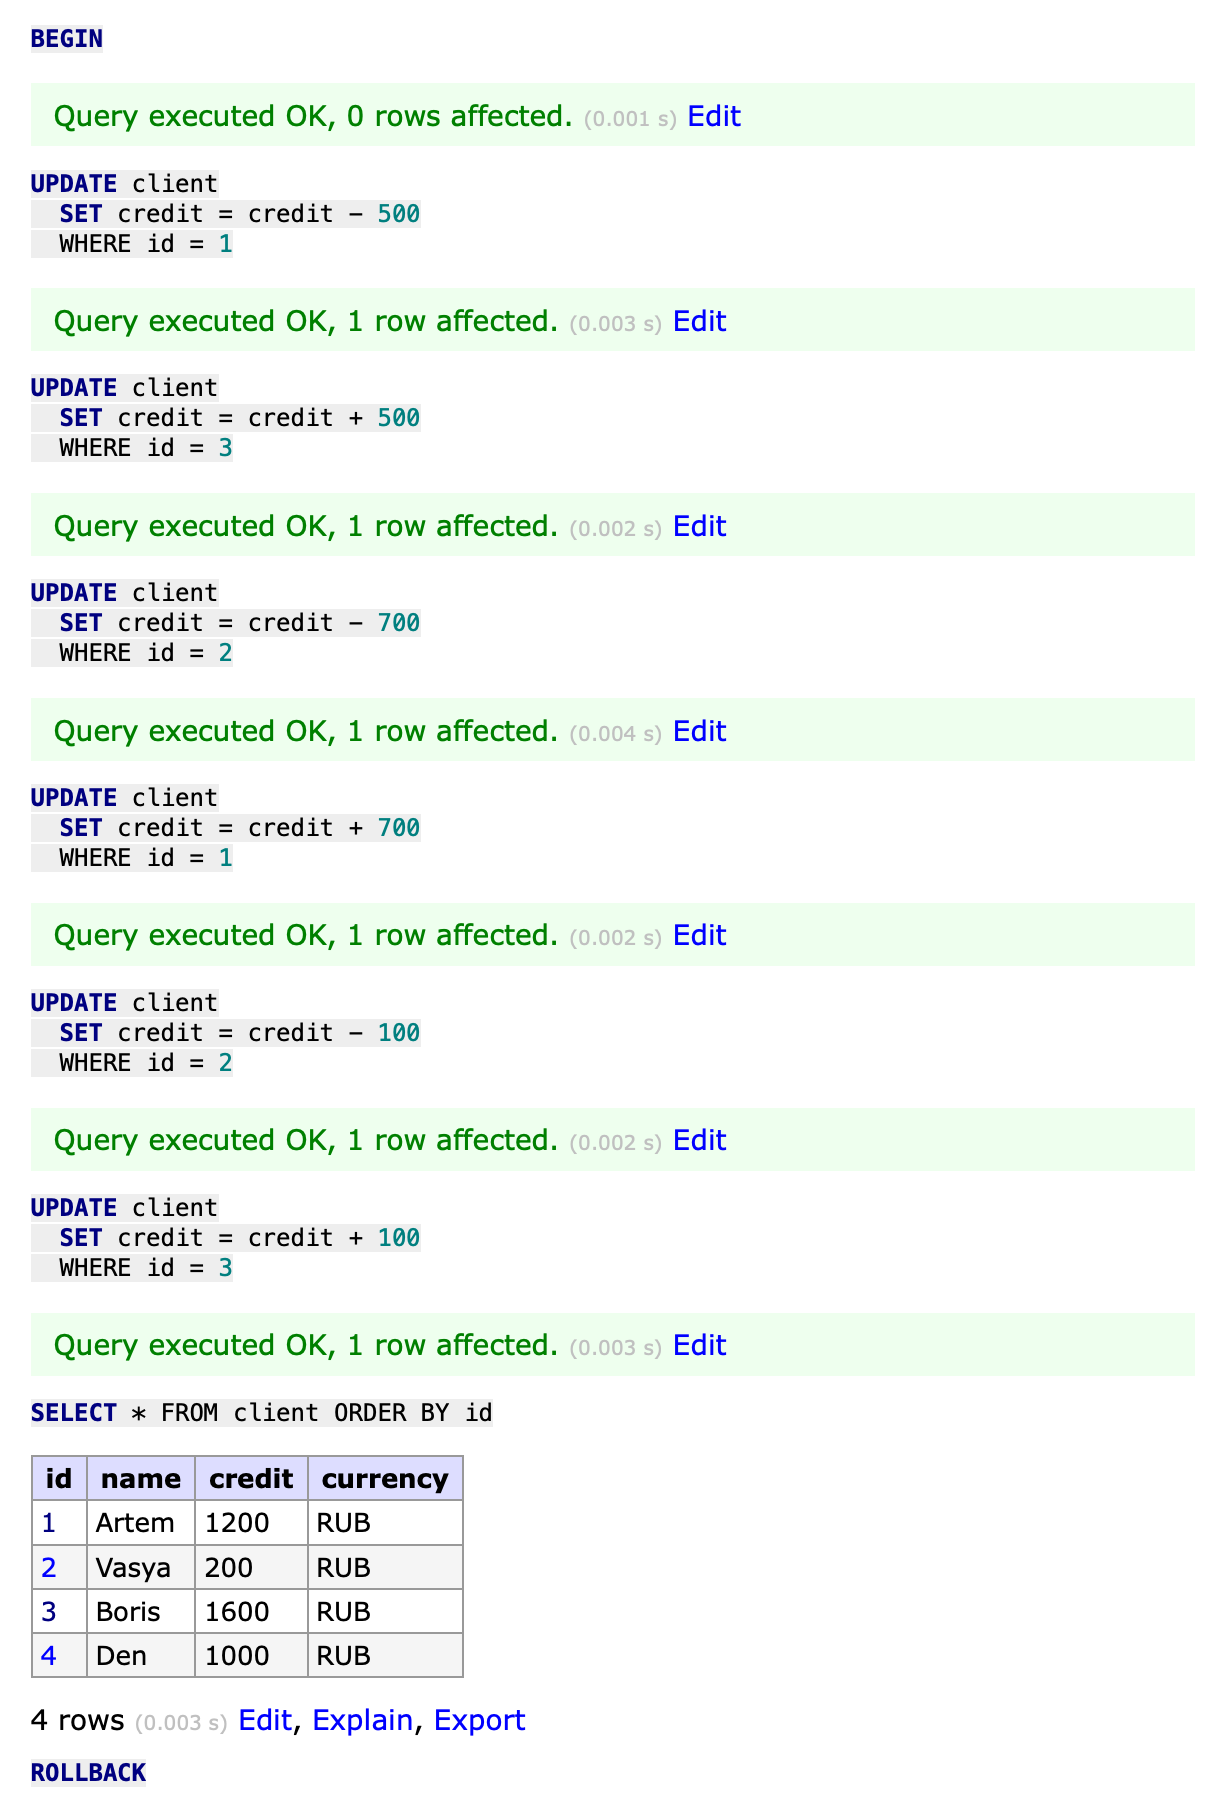 BEGIN
Query executed OK, 0 rows affected. (0.001 s) Edit
UPDATE client
SET credit = credit - 500
WHERE id = 1
Query executed OK, 1 row affected. (0.003 s) Edit
UPDATE client
SET credit = credit + 500
WHERE id = 3
Query executed OK, 1 row affected. (0.002 s) Edit
UPDATE client
SET credit = credit - 700
WHERE id = 2
Query executed OK, 1 row affected. (0.004 s) Edit
UPDATE client
SET credit = credit + 700
WHERE id = 1
Query executed OK, 1 row affected. (0.002 s) Edit
UPDATE client
SET credit = credit - 100
WHERE id = 2
Query executed OK, 1 row affected. (0.002 s) Edit
UPDATE client
SET credit = credit + 100
WHERE id = 3
Query executed OK, 1 row affected. (0.003 s) Edit
SELECT * FROM client ORDER BY id
id name credit currency
1 Artem 1200 RUB
2 Vasya 200 RUB
3 Boris 1600 RUB
4 Den 1000 RUB
4 rows (0.003 s) Edit, Explain, Export
ROLLBACK